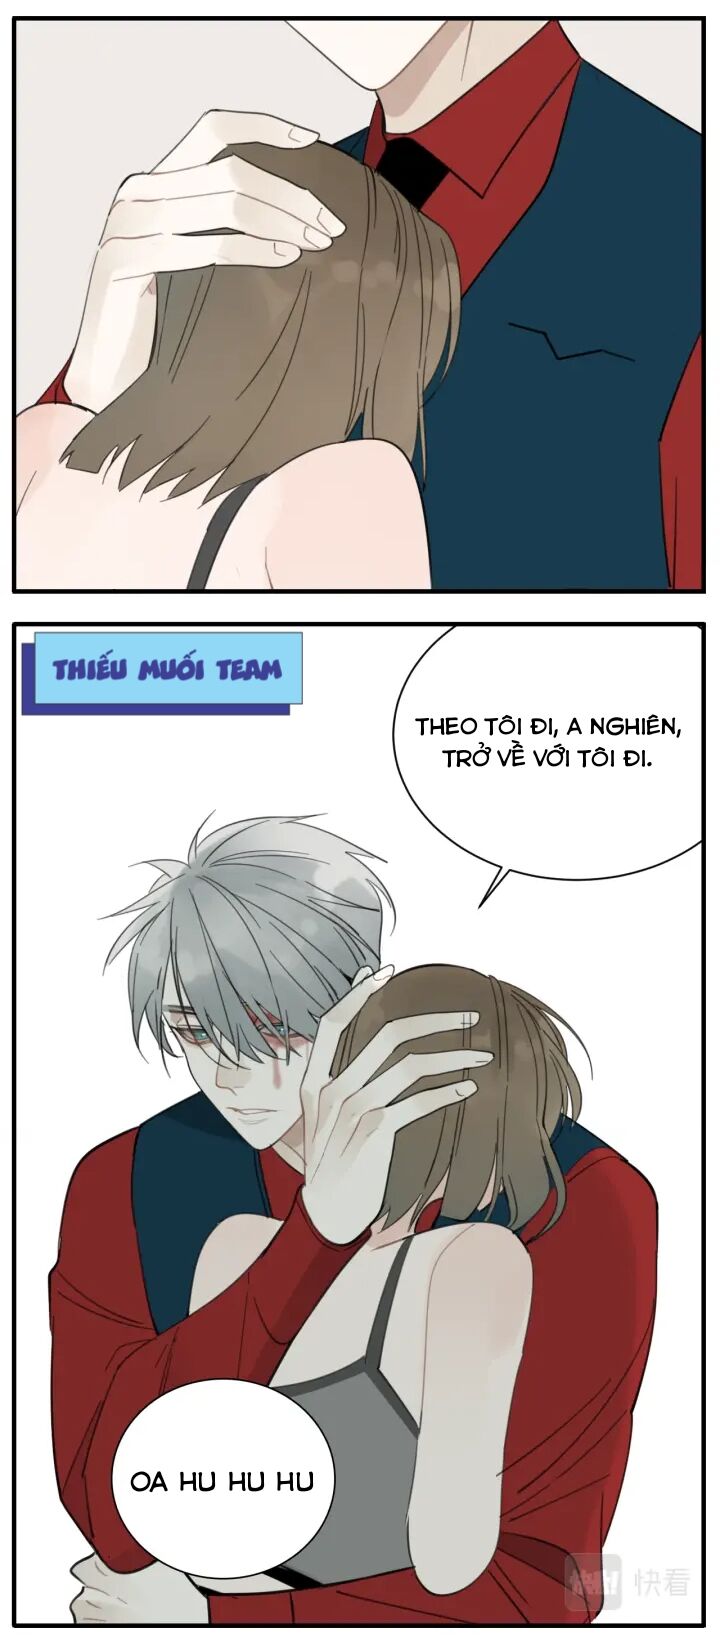 THIẾU MUỐI TEAM
THEO TÔI ĐI, A NGHIÊN,
TRỞ VỀ VỚI TÔI ĐI.
OA HU HU HU
快看